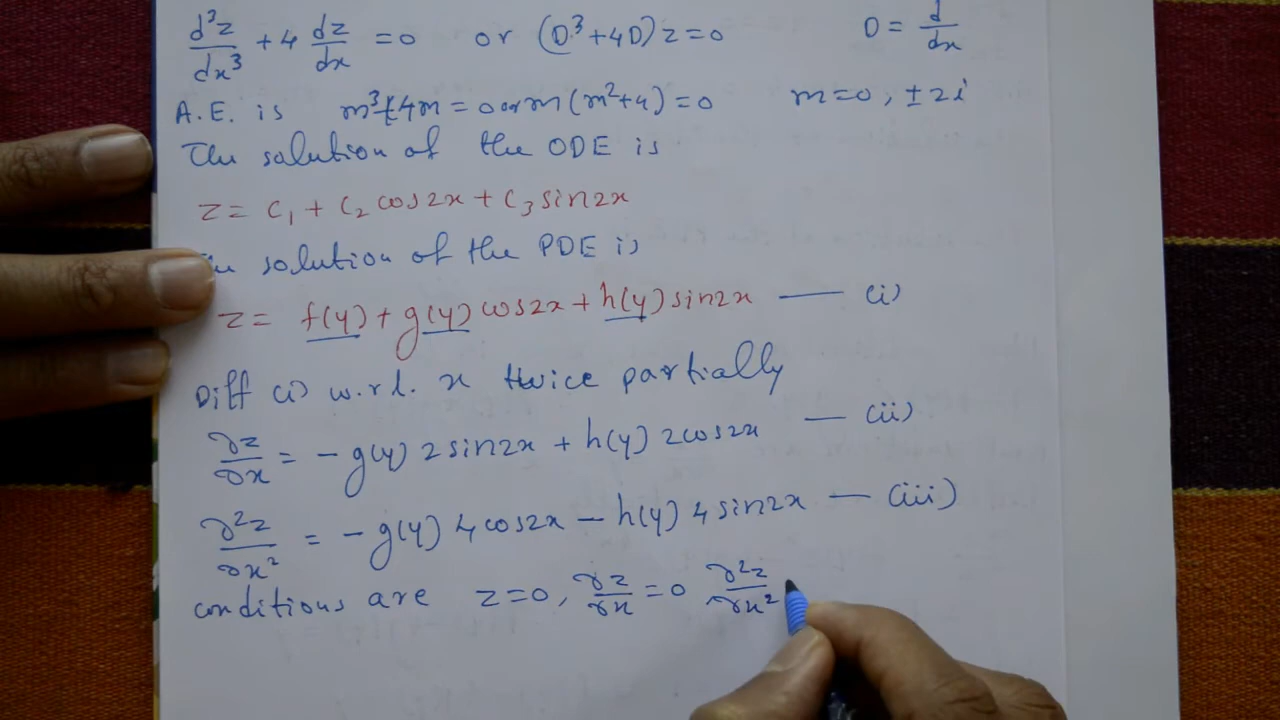 d³z/dx³ + 4 dz/dx = 0 or (D³+4D) z = 0 D = d/dx
A.E. is m³+4m = 0 or m(m²+4) = 0 m=0, ±2i
The solution of the ODE is
z = c₁ + c₂ cos2x + c₃ sin2x
solution of the PDE is
z = f(y) + g(y) cos2x + h(y) sin2x — (i)
Diff (i) w.r.t. x twice partially
∂z/∂x = - g(y) 2 sin2x + h(y) 2cos2x — (ii)
∂²z/∂x² = - g(y) 4 cos2x - h(y) 4 sin2x — (iii)
conditions are z=0, ∂z/∂x = 0 ∂²z/∂x²